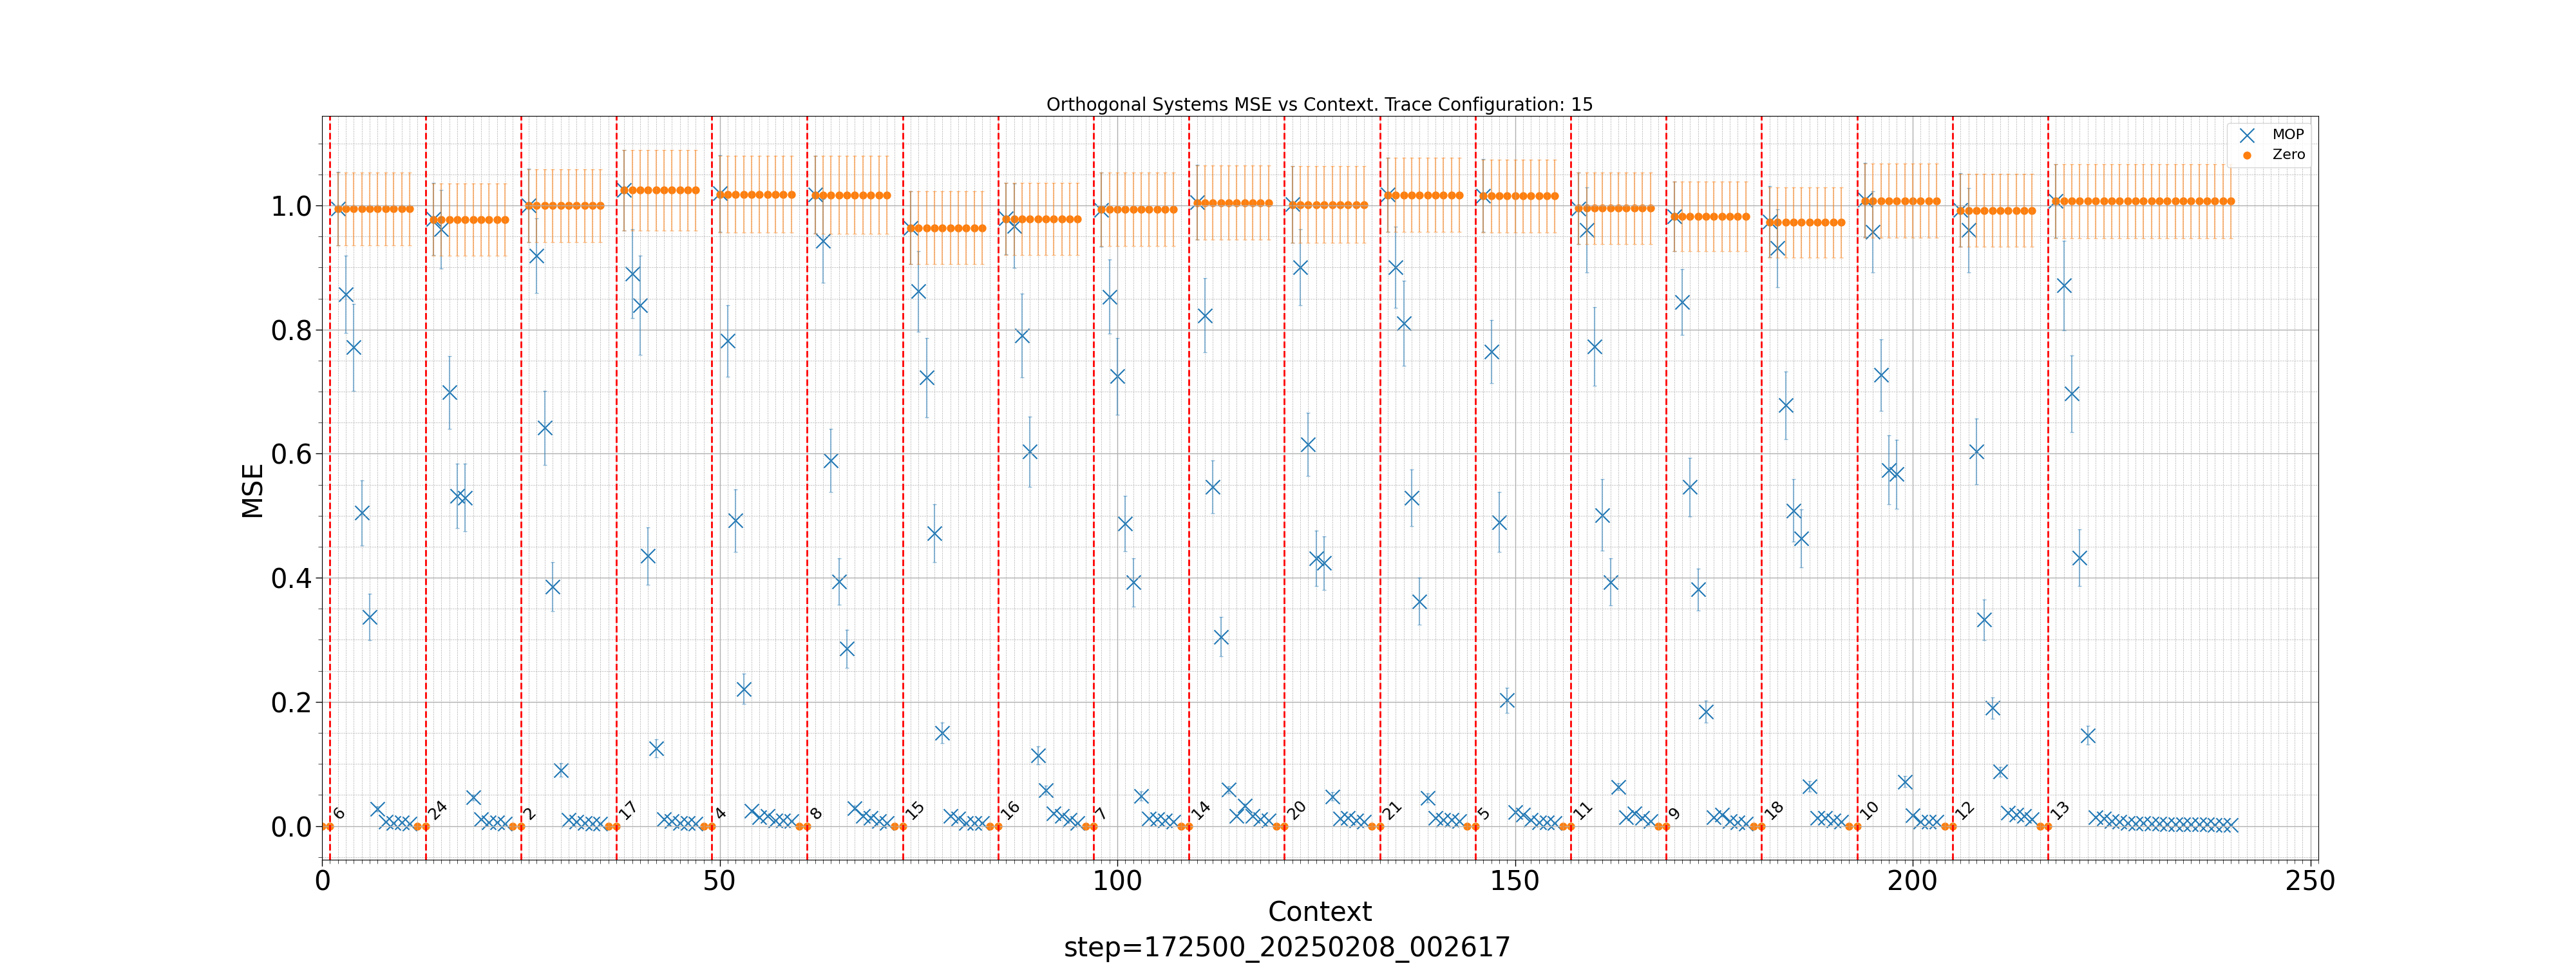 Orthogonal Systems MSE vs Context. Trace Configuration: 15
MOP
Zero
MSE
1.0
0.8
0.6
0.4
0.2
0.0
6 24 2 17 4 8 15 16 7 14 20 21 5 11 9 18 10 12 13
0 50 100 150 200 250
Context
step=172500_20250208_002617